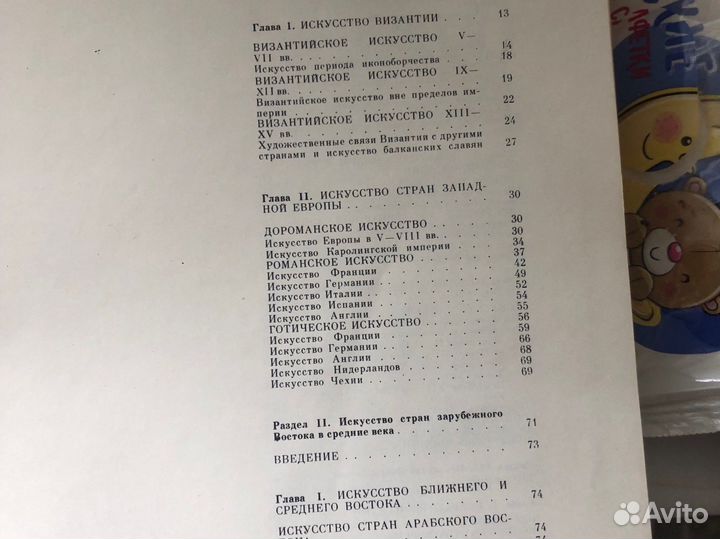 Глава 1. ИСКУССТВО ВИЗАНТИИ . . . 13
ВИЗАНТИЙСКОЕ ИСКУССТВО V—
VII вв. . . . . . . . . . . . . 14
Искусство периода иконоборчества . . . 18
ВИЗАНТИЙСКОЕ ИСКУССТВО IX—
XII вв. . . . . . . . . . . . . 19
Византийское искусство вне пределов им-
перии . . . . . . . . . . . . . 22
ВИЗАНТИЙСКОЕ ИСКУССТВО XIII—
XV вв. . . . . . . . . . . . . 24
Художественные связи Византии с другими
странами и искусство балканских славян 27
Глава II. ИСКУССТВО СТРАН ЗАПАД-
НОЙ ЕВРОПЫ . . . . . . . . . . 30
ДОРОМАНСКОЕ ИСКУССТВО . . . . . 30
Искусство Европы в V—VIII вв. . . . . . 30
Искусство Каролингской империи . . . . 34
РОМАНСКОЕ ИСКУССТВО . . . . . . 37
Искусство Франции . . . . . . . . 42
Искусство Германии . . . . . . . . 49
Искусство Италии . . . . . . . . . 52
Искусство Испании . . . . . . . . 54
Искусство Англии . . . . . . . . . 55
ГОТИЧЕСКОЕ ИСКУССТВО . . . . . . 56
Искусство Франции . . . . . . . . 59
Искусство Германии . . . . . . . . 66
Искусство Англии . . . . . . . . . 68
Искусство Нидерландов . . . . . . . 69
Искусство Чехии . . . . . . . . . 69
Раздел II. Искусство стран зарубежного
Востока в средние века . . . . . . . 71
ВВЕДЕНИЕ . . . . . . . . . . . 73
Глава I. ИСКУССТВО БЛИЖНЕГО И
СРЕДНЕГО ВОСТОКА . . . . . . . . 74
ИСКУССТВО СТРАН АРАБСКОГО ВОС-
74
Avito